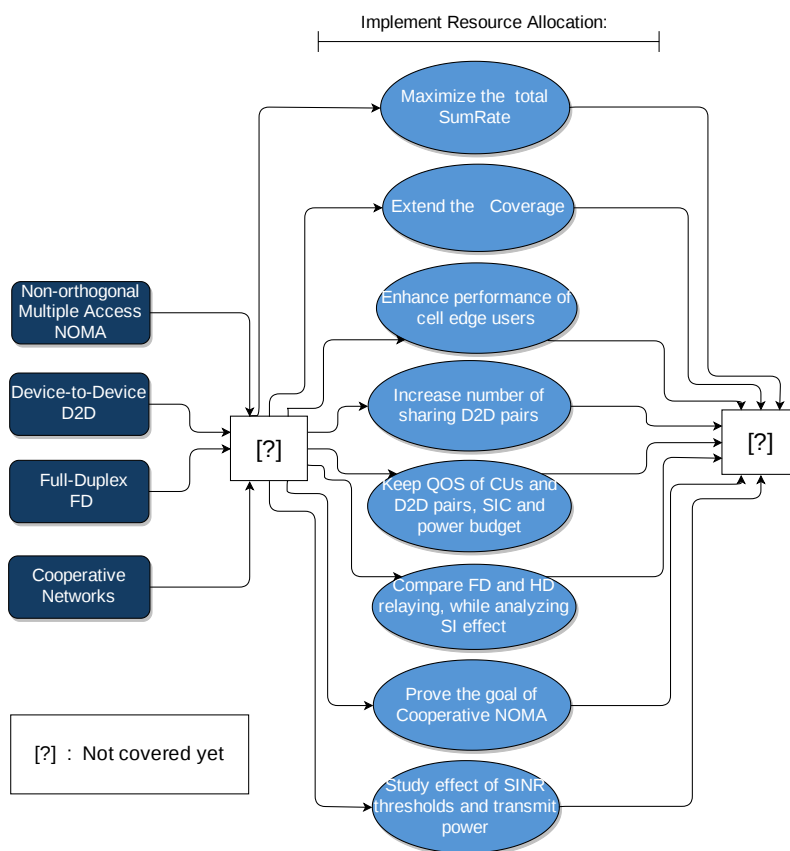 Implement Resource Allocation:
Maximize the total
SumRate
Extend the Coverage
Enhance performance of
cell edge users
Increase number of
sharing D2D pairs
Keep QOS of CUs and
D2D pairs, SIC and
power budget
Compare FD and HD
relaying, while analyzing
SI effect
Prove the goal of
Cooperative NOMA
Study effect of SINR
thresholds and transmit
power
Non-orthogonal
Multiple Access
NOMA
Device-to-Device
D2D
Full-Duplex
FD
Cooperative
Networks
[?]
[?]
[?] : Not covered yet